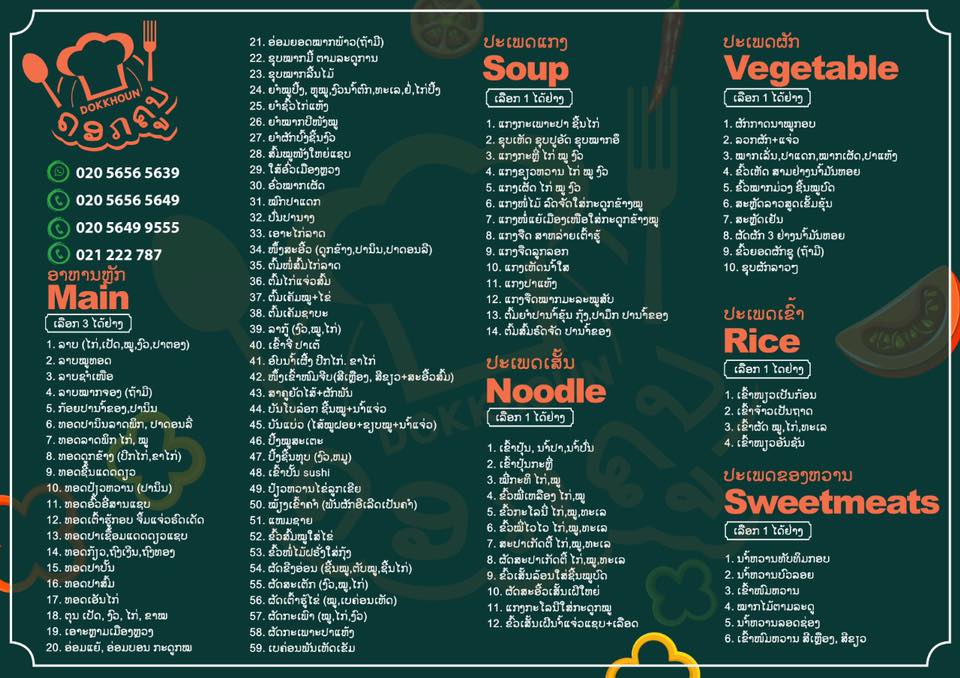 DOKKHOUN
ດອກຄູນ
020 5656 5639
020 5656 5649
020 5649 9555
021 222 787
ອາຫານຫຼັກ
Main
ເລືອກ 3 ໄດ້ຢ່າງ
1. ລາບ (ໄກ່,ເປັດ,ໝູ,ງົວ,ປາຕອງ)
2. ລາບໝູທອດ
3. ລາບຊຳເໜືອ
4. ລາບໝາກຈອງ (ຖ້າມີ)
5. ກ້ອຍປານ້ຳຂອງ,ປານິນ
6. ທອດປານິນລາດພິກ, ປາດອນລີ່
7. ທອດລາດພິກ ໄກ່, ໝູ
8. ທອດດູກຂ້າງ (ປີກໄກ່,ຂາໄກ່)
9. ທອດຊີ້ນແດດດຽວ
10. ທອດປ້ຽວຫວານ (ປານິນ)
11. ທອດອົ້ວອີ່ສານແຊບ
12. ທອດເຕົ້າຮູ້ກອບ ຈິ້ມແຈ່ວຣົດເດັດ
13. ທອດປາເຊື່ອມແດດດຽວແຊບ
14. ທອດກ້ຽວ,ຖົງເງິນ,ຖົງທອງ
15. ທອດປາບັ້ນ
16. ທອດປາສົ້ມ
17. ທອດເອັນໄກ່
18. ຕຸນ ເປັດ, ງົວ, ໄກ່, ຂາໝ
19. ເອາະຫຼາມເມືອງຫຼວງ
20. ອ່ອມແຍ້, ອ່ອມບອນ ກະດູກໝ
21. ອ່ອມຍອດໝາກພ້າວ(ຖ້າມີ)
22. ຊຸບໝາກມີ້ ຕາມລະດູການ
23. ຊຸບໝາກລີ້ນໄມ້
24. ຍຳໝູປີ້ງ, ຫູໝູ,ງົວນ້ຳຕົກ,ທະເລ,ຢໍ່,ໄກ່ປີ້ງ
25. ຍຳຊິ້ວໄກ່ແຫ້ງ
26. ຍຳໝາກປີໜັງໝູ
27. ຍຳຜັກບົ້ງຊີ້ນງົວ
28. ສົ້ມໝູໜັງໃຫຍ່ແຊບ
29. ໄສ້ອົ່ວເມືອງຫຼວງ
30. ອົ່ວໝາກເຜັດ
31. ໝົກປາແດກ
32. ປົ່ນປານາງ
33. ເອາະໄກ່ລາດ
34. ໜຶ້ງສະອິ້ວ (ດູກຂ້າງ,ປານິນ,ປາດອນລີ່)
35. ຕົ້ມໜໍ່ສົ້ມໄກ່ລາດ
36. ຕົ້ມໄກ່ແຈ່ວສົ້ມ
37. ຕົ້ມເຄັມໝູ+ໄຂ່
38. ຕົ້ມເຄັມຊາບະ
39. ລາກູ້ (ງົວ,ໝູ,ໄກ່)
40. ເຂົ້າຈີ່ ປາເຕ້
41. ອົບນ້ຳເຜີ້ງ ປີກໄກ່. ຂາໄກ່
42. ໜຶ້ງເຂົ້າໜົມຈີບ(ສີເຫຼືອງ, ສີຂຽວ+ສະອິ້ວສົ້ມ)
43. ສາຄູຍັດໄສ້+ຜັກພັນ
44. ບັນໂບລ໋ອກ ຊີ້ນໝູ+ນ້ຳແຈ່ວ
45. ບັນແບ່ວ (ໄສ້ໝູຝອຍ+ຂຽບໝູ+ນ້ຳແຈ່ວ)
46. ປີ້ງໝູສະເຕະ
47. ປີ້ງຊີ້ນທຸບ (ງົວ,ຫມູ)
48. ເຂົ້າປັ້ນ sushi
49. ປ້ຽວຫວານໄຂ່ລູກເຂີຍ
50. ໝ້ຽງເຂົ້າຄຳ (ພັນຜັກອີເລີດເປັນຄຳ)
51. ແຫມຊາຍ
52. ຂົ້ວສົ້ມໝູໃສ່ໄຂ່
53. ຂົ້ວໜໍ່ໄມ້ຝຣັ່ງໃສ່ກຸ້ງ
54. ຜັດຂີງອ່ອນ (ຊີ້ນໝູ,ຕັບໝູ,ຊີ້ນໄກ່)
55. ຜັດສະເຕັກ (ງົວ,ໝູ,ໄກ່)
56. ຜັດເຕົ້າຮູ້ໄຂ່ (ໝູ,ເບຄ່ອນເຫັດ)
57. ຜັດກະເພົາ (ໝູ,ໄກ່,ງົວ)
58. ຜັດກະເພາະປາແຫ້ງ
59. ເບຄ່ອນພັນເຫັດເຂັມ
ປະເພດແກງ
Soup
ເລືອກ 1 ໄດ້ຢ່າງ
1. ແກງກະເພາະປາ ຊີ້ນໄກ່
2. ຊຸບເຫັດ ຊຸບປູອັດ ຊຸບໝາກອຶ
3. ແກງກະຫຼີ່ ໄກ່ ໝູ ງົວ
4. ແກງຂຽວຫວານ ໄກ່ ໝູ ງົວ
5. ແກງເຜັດ ໄກ່ ໝູ ງົວ
6. ແກງໜໍ່ໄມ້ ລົດຈັດໃສ່ກະດູກຂ້າງໝູ
7. ແກງໜໍ່ແຍ້ເມືອງເໜືອໃສ່ກະດູກຂ້າງໝູ
8. ແກງຈືດ ສາຫລ່າຍເຕົ້າຮູ້
9. ແກງຈືດລູກລອກ
10. ແກງເຫັດນ້ຳໃສ
11. ແກງປາແຫ້ງ
12. ແກງຈືດໝາກມະລະໝູສັບ
13. ຕົ້ມຍຳປານ້ຳຂຸ້ນ ກຸ້ງ,ປາມຶກ ປານ້ຳຂອງ
14. ຕົ້ມສົ້ມຣົດຈັດ ປານ້ຳຂອງ
ປະເພດເສັ້ນ
Noodle
ເລືອກ 1 ໄດ້ຢ່າງ
1. ເຂົ້າປຸ້ນ, ນ້ຳປາ,ນ້ຳປົ່ນ
2. ເຂົ້າປຸ້ນກະຫຼີ່
3. ໝີ່ກະທິ ໄກ່,ໝູ
4. ຂົ້ວໝີ່ເຫລືອງ ໄກ່,ໝູ
5. ຂົ້ວກະໂລນີ້ ໄກ່,ໝູ,ທະເລ
6. ຂົ້ວໝີ່ໄວໄວ ໄກ່,ໝູ,ທະເລ
7. ສະປາເກັດຕີ້ ໄກ່,ໝູ,ທະເລ
8. ຜັດສະປາເກັດຕີ້ ໄກ່,ໝູ,ທະເລ
9. ຂົ້ວເສັ້ນລ້ອນໃສ່ຊີ້ນໝູບົດ
10. ຜັດສະອິ້ວເສັ້ນເຝີໃຫຍ່
11. ແກງກະໂລນີໃສ່ກະດູກໝູ
12. ຂົ້ວເສັ້ນເຝີນ້ຳແຈ່ວແຊບ+ເລືອດ
ປະເພດຜັກ
Vegetable
ເລືອກ 1 ໄດ້ຢ່າງ
1. ຜັກກາດນາໝູກອບ
2. ລວກຜັກ+ແຈ່ວ
3. ໝາກເລັ່ນ,ປາແດກ,ໝາກເຜັດ,ປາແຫ້ງ
4. ຂົ້ວເຫັດ ສາມຢ່າງນ້ຳມັນຫອຍ
5. ຂົ້ວໝາກມ່ວງ ຊີ້ນໝູບົດ
6. ສະຫຼັດລາວສູດເຂັ້ມຂຸ້ນ
7. ສະຫຼັດເຢັນ
8. ຜັດຜັກ 3 ຢ່າງນ້ຳມັນຫອຍ
9. ຂົ້ວຍອດຜັກຊູ (ຖ້າມີ)
10. ຊຸບຜັກລາວໆ
ປະເພດເຂົ້າ
Rice
ເລືອກ 1 ໄດ້ຢ່າງ
1. ເຂົ້າໜຽວເປັນກ້ອນ
2. ເຂົ້າຈ້າວເປັນຖາດ
3. ເຂົ້າຜັດ ໝູ,ໄກ່,ທະເລ
4. ເຂົ້າໜຽວອັນຊັນ
ປະເພດຂອງຫວານ
Sweetmeats
ເລືອກ 1 ໄດ້ຢ່າງ
1. ນ້ຳຫວານທັບທິມກອບ
2. ນ້ຳຫວານບົວລອຍ
3. ເຂົ້າໜົມຫວານ
4. ໝາກໄມ້ຕາມລະດູ
5. ນ້ຳຫວານລອດຊ່ອງ
6. ເຂົ້າໜົມຫວານ ສີເຫຼືອງ, ສີຂຽວ